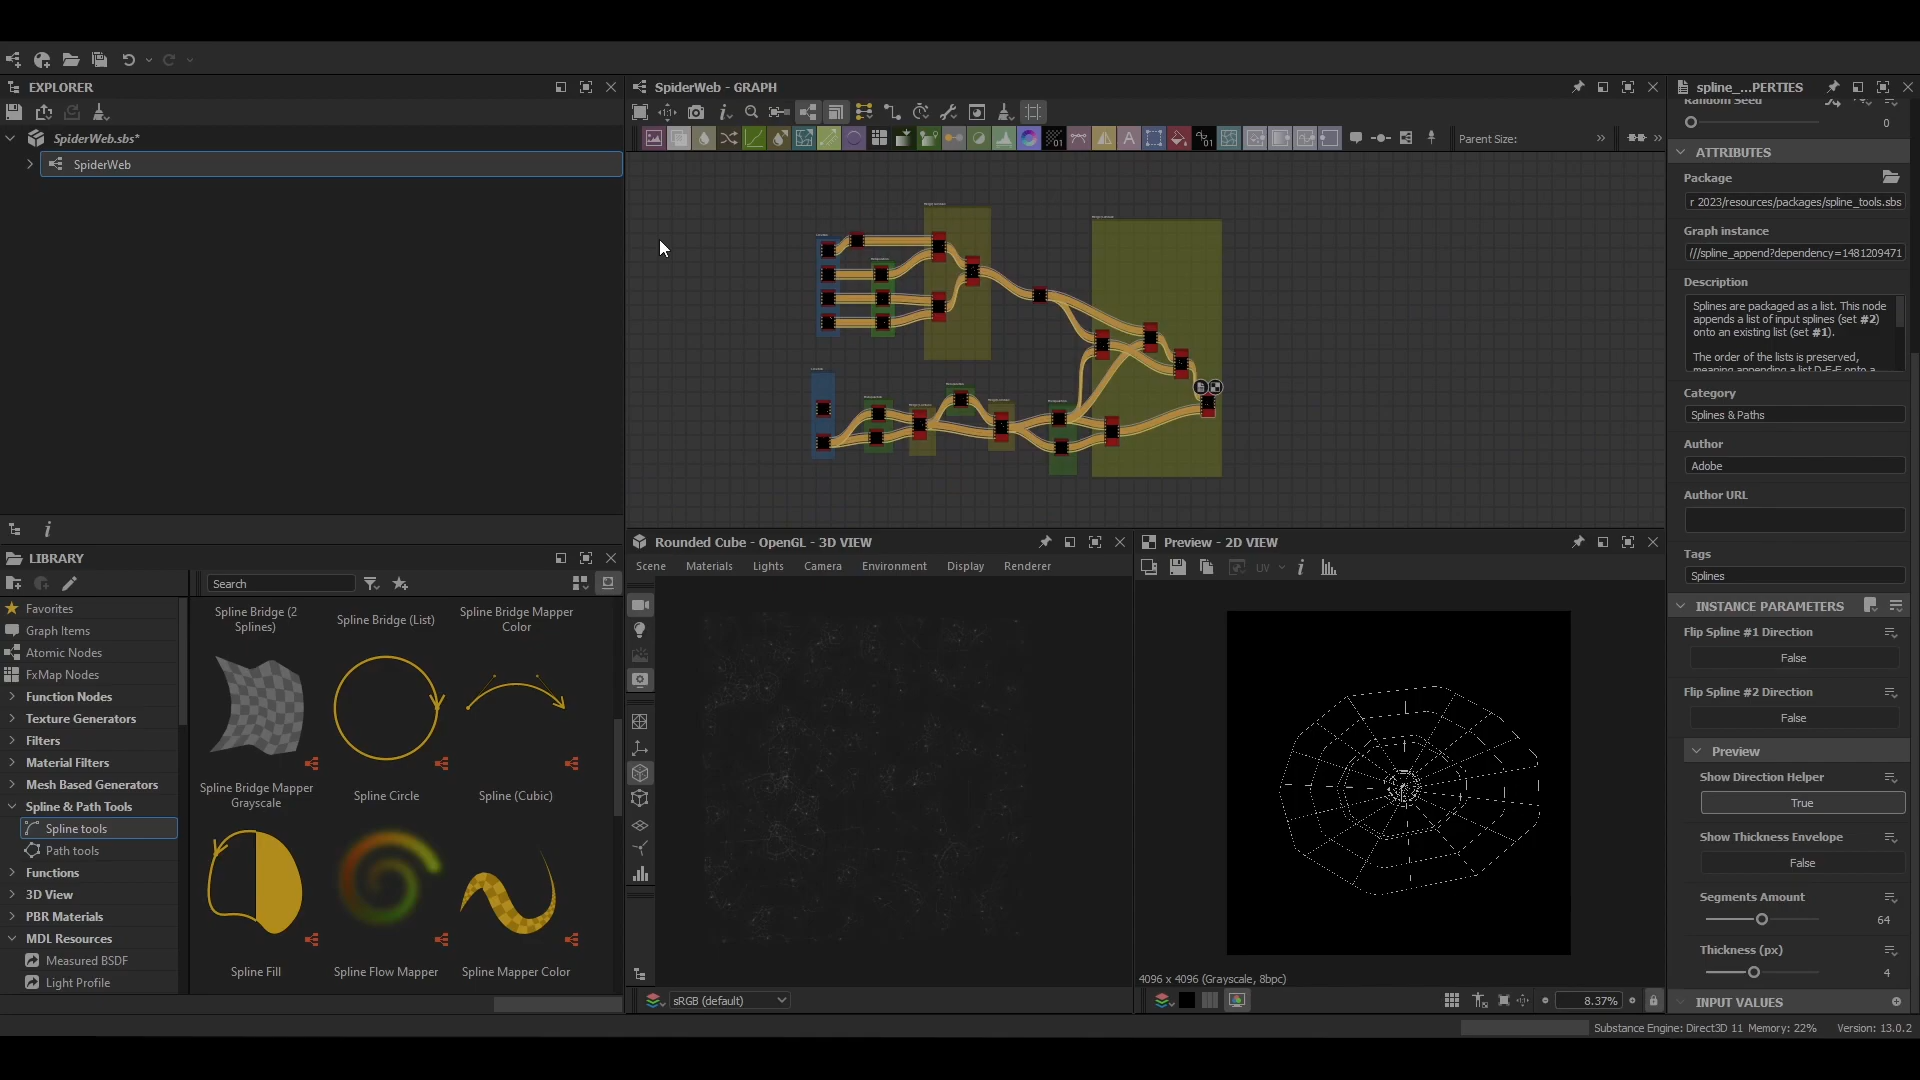 EXPLORER
SpiderWeb.sbs*
SpiderWeb
LIBRARY
Search
Favorites
Graph Items
Atomic Nodes
FxMap Nodes
Function Nodes
Texture Generators
Filters
Material Filters
Mesh Based Generators
Spline & Path Tools
Spline tools
Path tools
Functions
3D View
PBR Materials
MDL Resources
Measured BSDF
Light Profile
Spline Bridge (2
Splines)
Spline Bridge (List)
Spline Bridge Mapper
Color
Spline Bridge Mapper
Grayscale
Spline Circle
Spline (Cubic)
Spline Fill
Spline Flow Mapper
Spline Mapper Color
SpiderWeb - GRAPH
Parent Size:
Rounded Cube - OpenGL - 3D VIEW
Scene Materials Lights Camera Environment Display Renderer
sRGB (default)
Preview - 2D VIEW
UV
4096 x 4096 (Grayscale, 8bpc)
8.37%
spline_...PERTIES
Random Seed
0
ATTRIBUTES
Package
r 2023/resources/packages/spline_tools.sbs
Graph instance
///spline_append?dependency=1481209471
Description
Splines are packaged as a list. This node
appends a list of input splines (set #2)
onto an existing list (set #1).
The order of the lists is preserved,
meaning appending a list D-E-F onto a
Category
Splines & Paths
Author
Adobe
Author URL
Tags
Splines
INSTANCE PARAMETERS
Flip Spline #1 Direction
False
Flip Spline #2 Direction
False
Preview
Show Direction Helper
True
Show Thickness Envelope
False
Segments Amount
64
Thickness (px)
4
INPUT VALUES
Substance Engine: Direct3D 11 Memory: 22% Version: 13.0.2